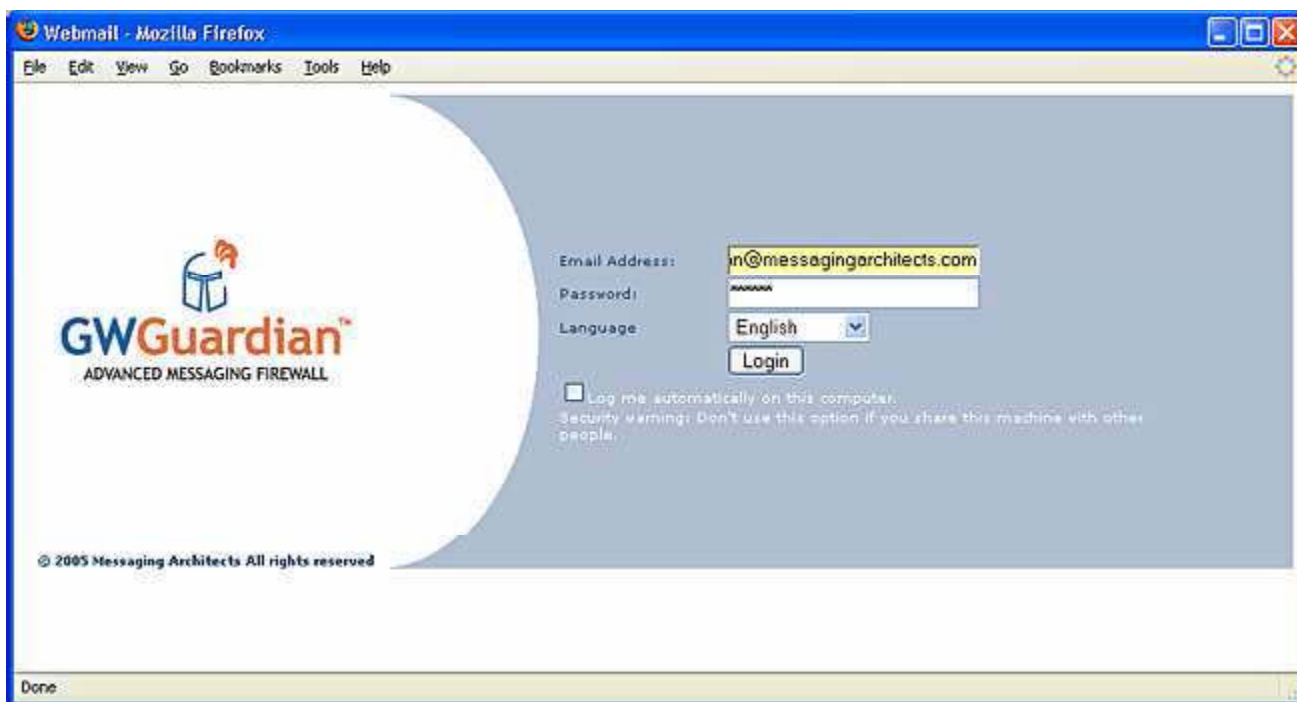 Webmail - Mozilla Firefox
File Edit View Go Bookmarks Tools Help
Email Address: n@messagingarchitects.com
Password: ******
Language English
Login
GWGuardian™
ADVANCED MESSAGING FIREWALL
Log me automatically on this computer.
Security warning: Don't use this option if you share this machine with other
people.
© 2005 Messaging Architects All rights reserved
Done